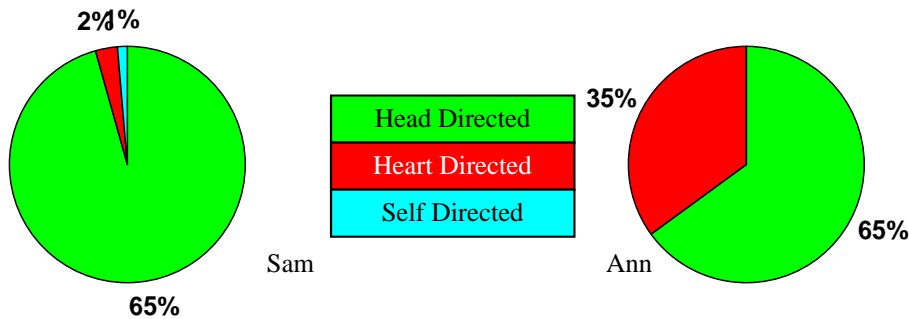 2%
1%
35%
Head Directed
Heart Directed
Self Directed
65%
Sam
Ann
65%